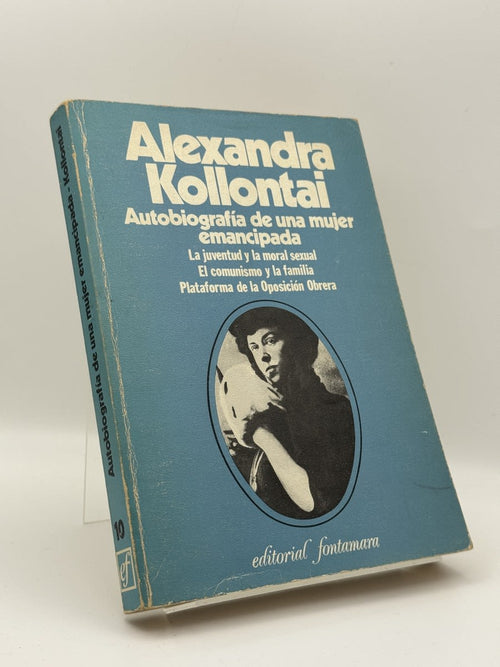 Alexandra
Kollontai
Autobiografía de una mujer
emancipada
La juventud y la moral sexual
El comunismo y la familia
Plataforma de la Oposición Obrera
editorial fontamara
Autobiografía de una mujer emancipada - Kollontai
19
ef